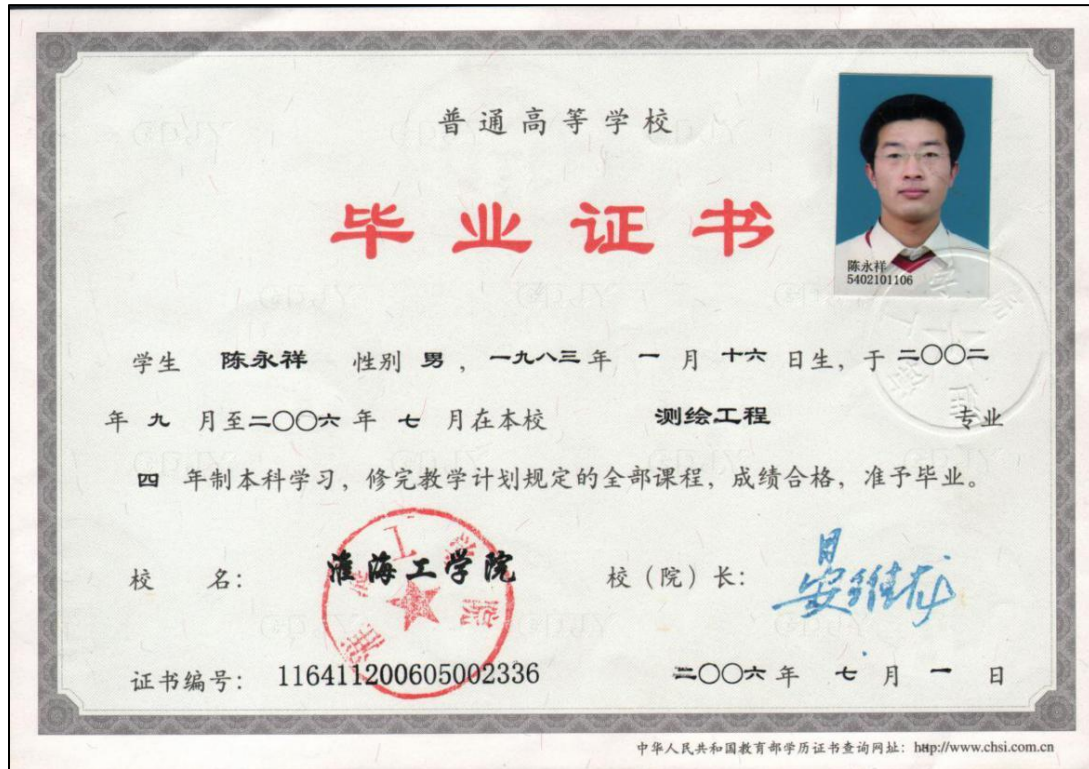 普通高等学校
毕业证书
陈永祥
5402101106
学生 陈永祥 性别 男，一九八三 年 一 月 十六 日生，于 二〇〇二
年 九 月至二〇〇六 年 七 月在本校 测绘工程 专业
四 年制本科学习，修完教学计划规定的全部课程，成绩合格，准予毕业。
校 名： 淮海工学院 校（院）长： 晏维龙
证书编号： 116411200605002336 二〇〇六 年 七 月 一 日
中华人民共和国教育部学历证书查询网址：http://www.chsi.com.cn